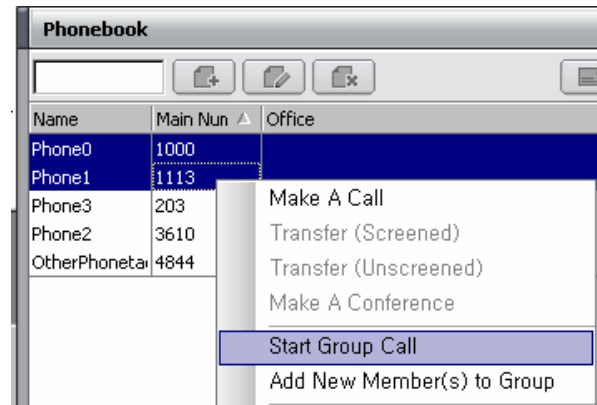 Phonebook
Name Main Nun Office
Phone0 1000
Phone1 1113
Phone3 203
Phone2 3610
OtherPhoneta 4844
Make A Call
Transfer (Screened)
Transfer (Unscreened)
Make A Conference
Start Group Call
Add New Member(s) to Group